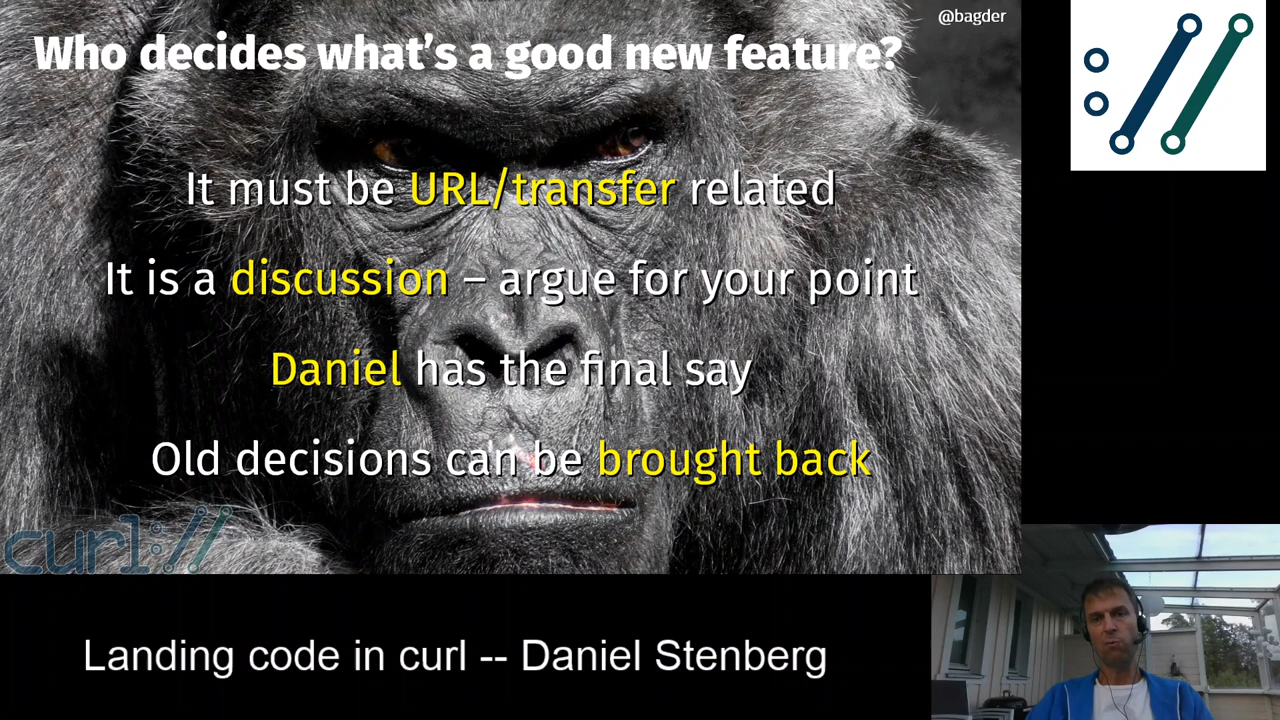 @bagder
Who decides what’s a good new feature?
It must be URL/transfer related
It is a discussion – argue for your point
Daniel has the final say
Old decisions can be brought back
curl://
Landing code in curl -- Daniel Stenberg